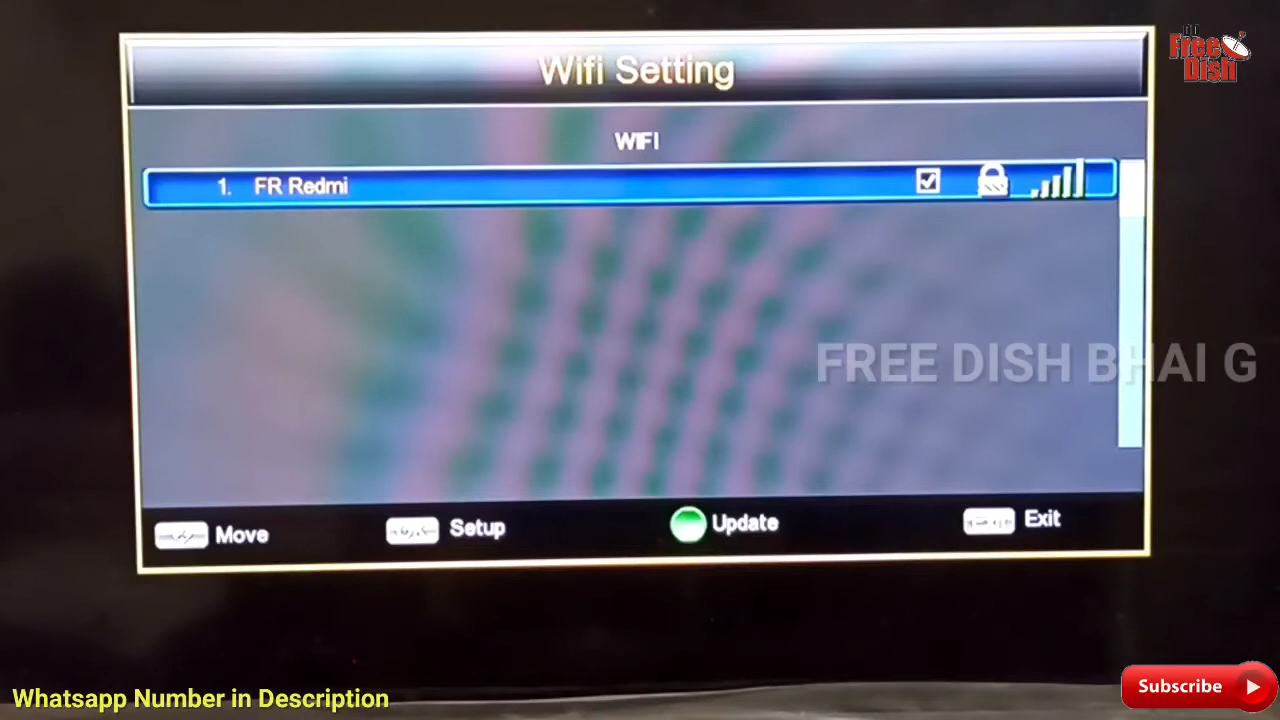 Wifi Setting
DD
Free
Dish
WIFI
1. FR Redmi
FREE DISH BHAI G
Move
Setup
Update
Exit
Whatsapp Number in Description
Subscribe